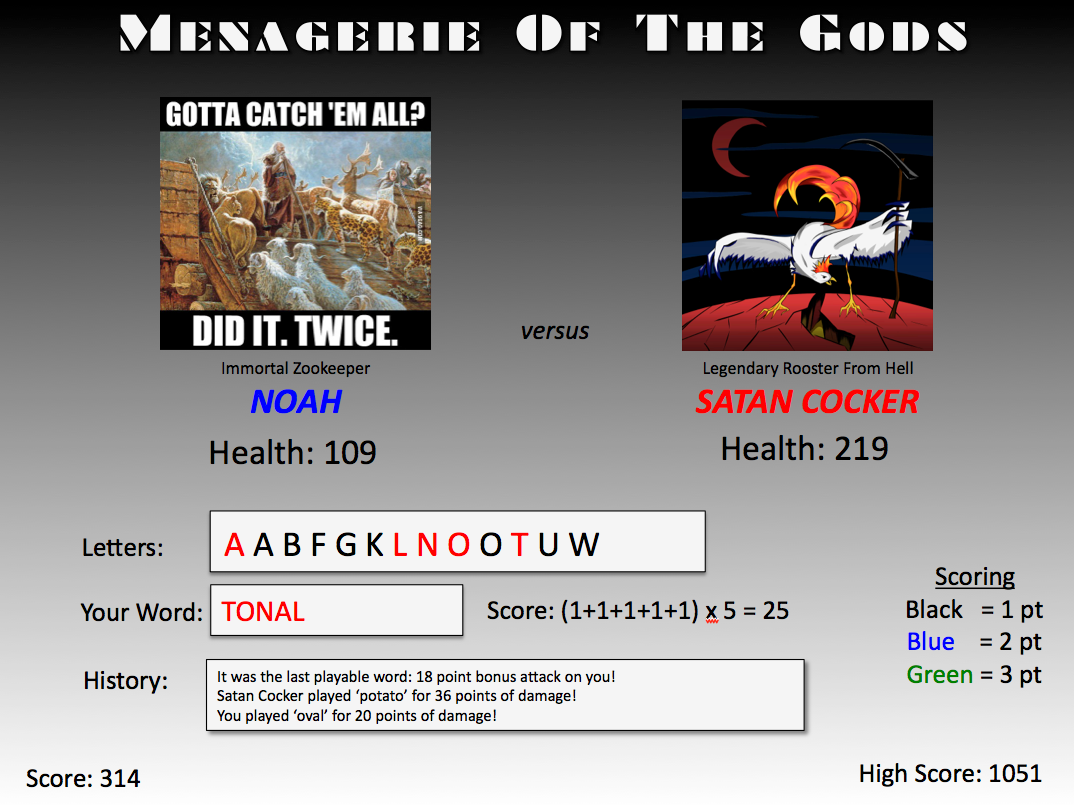 MENAGERIE OF THE GODS
GOTTA CATCH 'EM ALL?
DID IT. TWICE.
versus
Immortal Zookeeper
NOAH
Health: 109
Legendary Rooster From Hell
SATAN COCKER
Health: 219
Letters: A A B F G K L N O O T U W
Your Word: TONAL Score: (1+1+1+1+1) x 5 = 25
History:
It was the last playable word: 18 point bonus attack on you!
Satan Cocker played ‘potato’ for 36 points of damage!
You played ‘oval’ for 20 points of damage!
Scoring
Black = 1 pt
Blue = 2 pt
Green = 3 pt
Score: 314
High Score: 1051